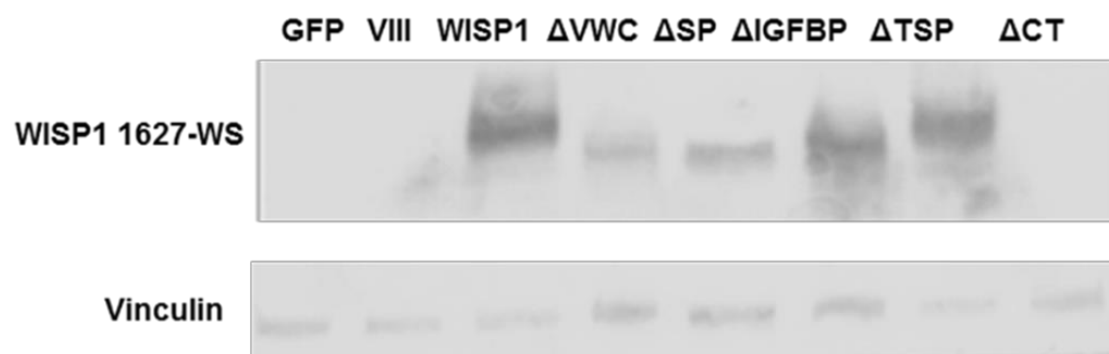 GFP VIII WISP1 ΔVWC ΔSP ΔIGFBP ΔTSP ΔCT
WISP1 1627-WS
Vinculin